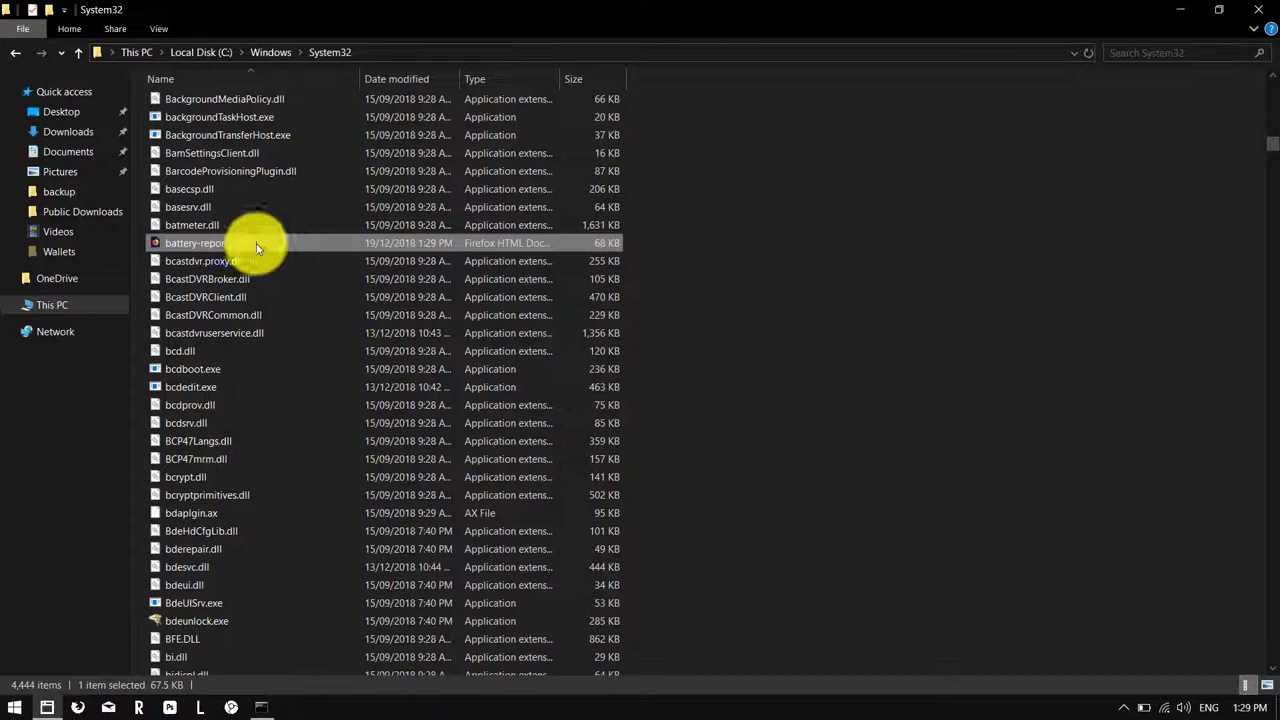 System32
File Home Share View
This PC Local Disk (C:) Windows System32 Search System32
Name Date modified Type Size
Quick access
Desktop
Downloads
Documents
Pictures
backup
Public Downloads
Videos
Wallets
OneDrive
This PC
Network
BackgroundMediaPolicy.dll 15/09/2018 9:28 A... Application extens... 66 KB
backgroundTaskHost.exe 15/09/2018 9:28 A... Application 20 KB
BackgroundTransferHost.exe 15/09/2018 9:28 A... Application 37 KB
BamSettingsClient.dll 15/09/2018 9:28 A... Application extens... 16 KB
BarcodeProvisioningPlugin.dll 15/09/2018 9:28 A... Application extens... 87 KB
basecsp.dll 15/09/2018 9:28 A... Application extens... 206 KB
basesrv.dll 15/09/2018 9:28 A... Application extens... 64 KB
batmeter.dll 15/09/2018 9:28 A... Application extens... 1,631 KB
battery-repor 19/12/2018 1:29 PM Firefox HTML Doc... 68 KB
bcastdvr.proxy.dll 15/09/2018 9:28 A... Application extens... 255 KB
BcastDVRBroker.dll 15/09/2018 9:28 A... Application extens... 105 KB
BcastDVRClient.dll 15/09/2018 9:28 A... Application extens... 470 KB
BcastDVRCommon.dll 15/09/2018 9:28 A... Application extens... 229 KB
bcastdvruserservice.dll 13/12/2018 10:43 ... Application extens... 1,356 KB
bcd.dll 15/09/2018 9:28 A... Application extens... 120 KB
bcdboot.exe 15/09/2018 9:28 A... Application 236 KB
bcdedit.exe 13/12/2018 10:42 ... Application 463 KB
bcdprov.dll 15/09/2018 9:28 A... Application extens... 75 KB
bcdsrv.dll 15/09/2018 9:28 A... Application extens... 85 KB
BCP47Langs.dll 15/09/2018 9:28 A... Application extens... 359 KB
BCP47mrm.dll 15/09/2018 9:28 A... Application extens... 157 KB
bcrypt.dll 15/09/2018 9:28 A... Application extens... 141 KB
bcryptprimitives.dll 15/09/2018 9:28 A... Application extens... 502 KB
bdaplgin.ax 15/09/2018 9:29 A... AX File 95 KB
BdeHdCfgLib.dll 15/09/2018 7:40 PM Application extens... 101 KB
bderepair.dll 15/09/2018 7:40 PM Application extens... 49 KB
bdesvc.dll 13/12/2018 10:44 ... Application extens... 444 KB
bdeui.dll 15/09/2018 7:40 PM Application extens... 34 KB
BdeUISrv.exe 15/09/2018 7:40 PM Application 53 KB
bdeunlock.exe 15/09/2018 7:40 PM Application 285 KB
BFE.DLL 15/09/2018 9:28 A... Application extens... 862 KB
bi.dll 15/09/2018 9:28 A... Application extens... 29 KB
bidispl.dll 15/09/2018 9:28 A... Application extens... 64 KB
4,444 items 1 item selected 67.5 KB
ENG 1:29 PM